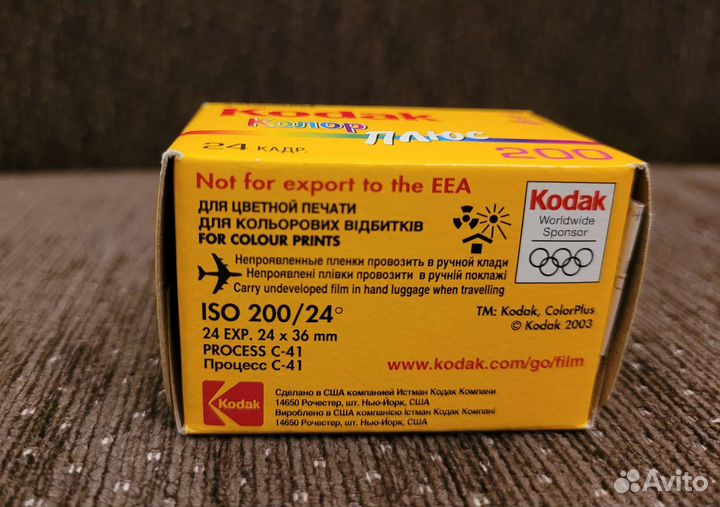 Kodak
Колор
ПЛЮС
24 КАДР.
200
Not for export to the EEA
ДЛЯ ЦВЕТНОЙ ПЕЧАТИ
ДЛЯ КОЛЬОРОВИХ ВІДБИТКІВ
FOR COLOUR PRINTS
Непроявленные пленки провозить в ручной клади
Непроявлені плівки провозити в ручній поклажі
Carry undeveloped film in hand luggage when travelling
Kodak
Worldwide
Sponsor
ISO 200/24°
24 EXP. 24 x 36 mm
PROCESS C-41
Процесс C-41
TM: Kodak, ColorPlus
© Kodak 2003
www.kodak.com/go/film
Kodak
Сделано в США компанией Истман Кодак Компани
14650 Рочестер, шт. Нью-Йорк, США
Вироблено в США компанією Істман Кодак Компані
14650 Рочестер, шт. Нью-Йорк, США
Avito